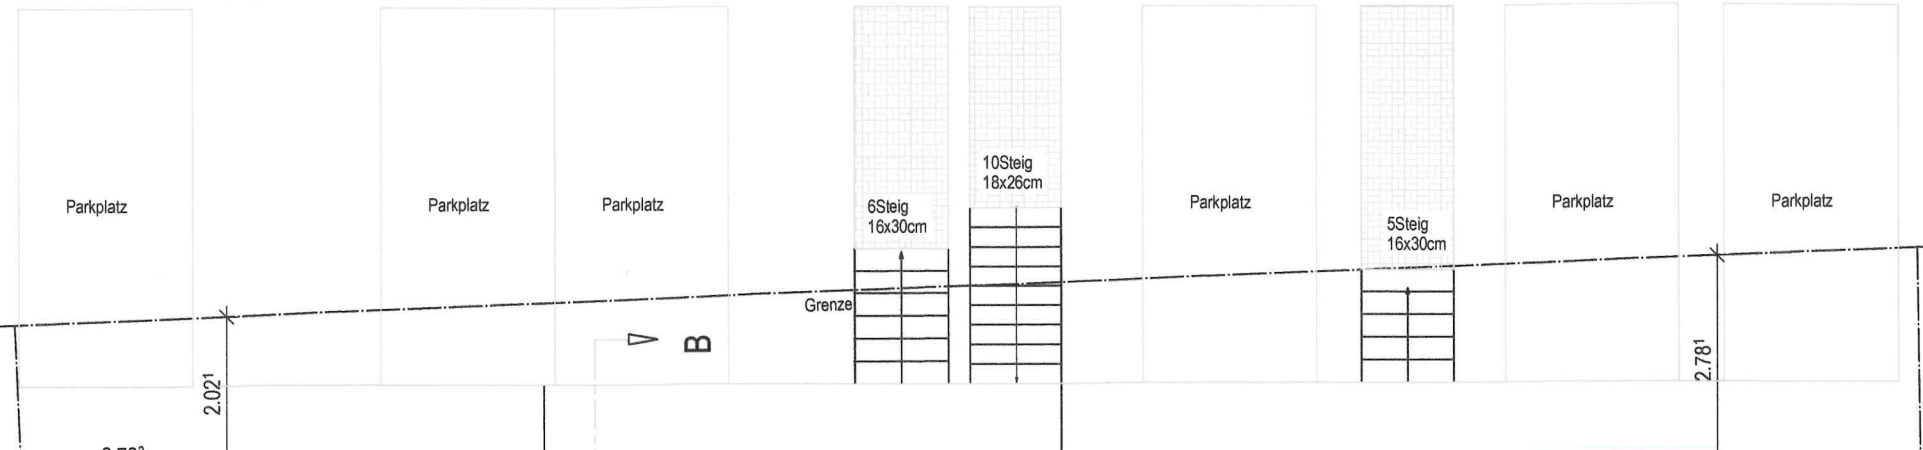 Parkplatz
Parkplatz
Parkplatz
6Steig
16x30cm
10Steig
18x26cm
Parkplatz
5Steig
16x30cm
Parkplatz
Parkplatz
Grenze
B
2.02¹
2.78¹